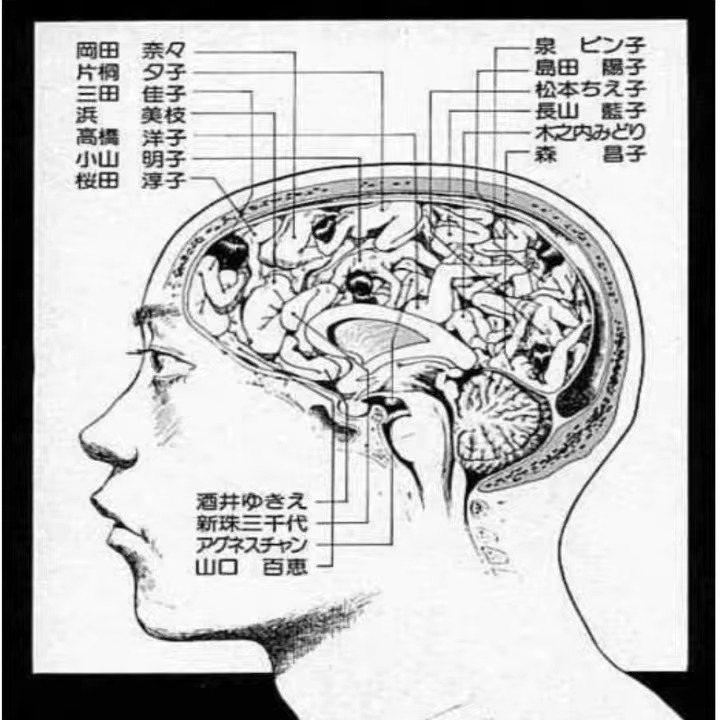 岡田 奈々
片桐 夕子
三田 佳子
浜 美枝
高橋 洋子
小山 明子
桜田 淳子
泉 ピン子
島田 陽子
松本ちえ子
長山 藍子
木之内みどり
森 昌子
酒井ゆきえ
新珠三千代
アグネスチャン
山口 百恵